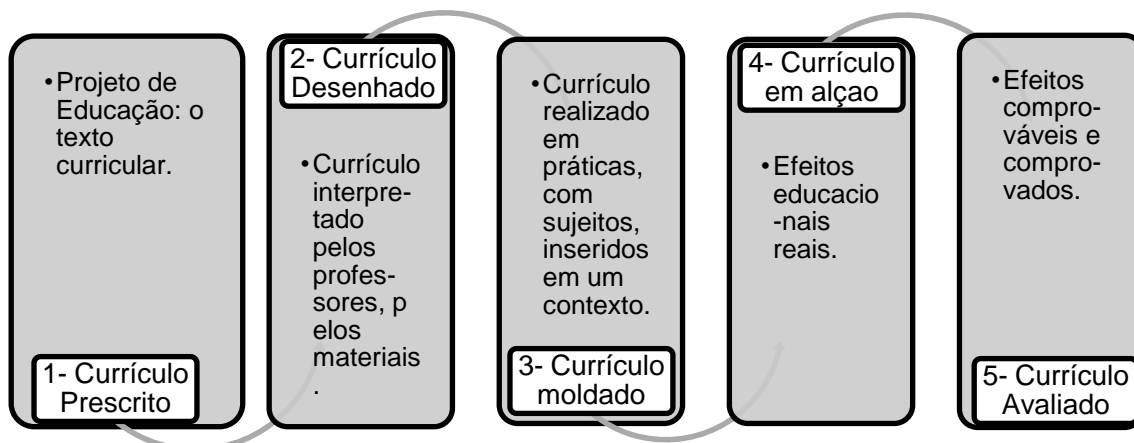 •Projeto de
Educação: o
texto
curricular.
1- Currículo
Prescrito
2- Currículo
Desenhado
•Currículo
interpre-
tado
pelos
profes-
sores, p
elos
materiais
.
•Currículo
realizado
em
práticas,
com
sujeitos,
inseridos
em um
contexto.
3- Currículo
moldado
4- Currículo
em alçao
•Efeitos
educacio
-nais
reais.
•Efeitos
compro-
váveis e
compro-
vados.
5- Currículo
Avaliado